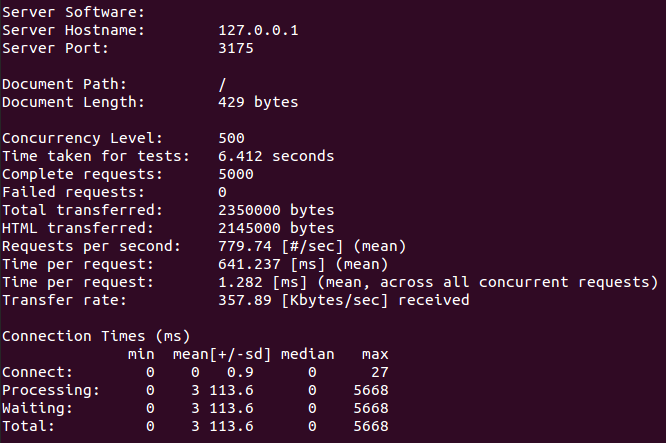 Server Software:
Server Hostname:        127.0.0.1
Server Port:            3175

Document Path:          /
Document Length:        429 bytes

Concurrency Level:      500
Time taken for tests:   6.412 seconds
Complete requests:      5000
Failed requests:        0
Total transferred:      2350000 bytes
HTML transferred:       2145000 bytes
Requests per second:    779.74 [#/sec] (mean)
Time per request:       641.237 [ms] (mean)
Time per request:       1.282 [ms] (mean, across all concurrent requests)
Transfer rate:          357.89 [Kbytes/sec] received

Connection Times (ms)
              min  mean[+/-sd] median   max
Connect:        0    0   0.9      0      27
Processing:     0    3 113.6      0    5668
Waiting:        0    3 113.6      0    5668
Total:          0    3 113.6      0    5668